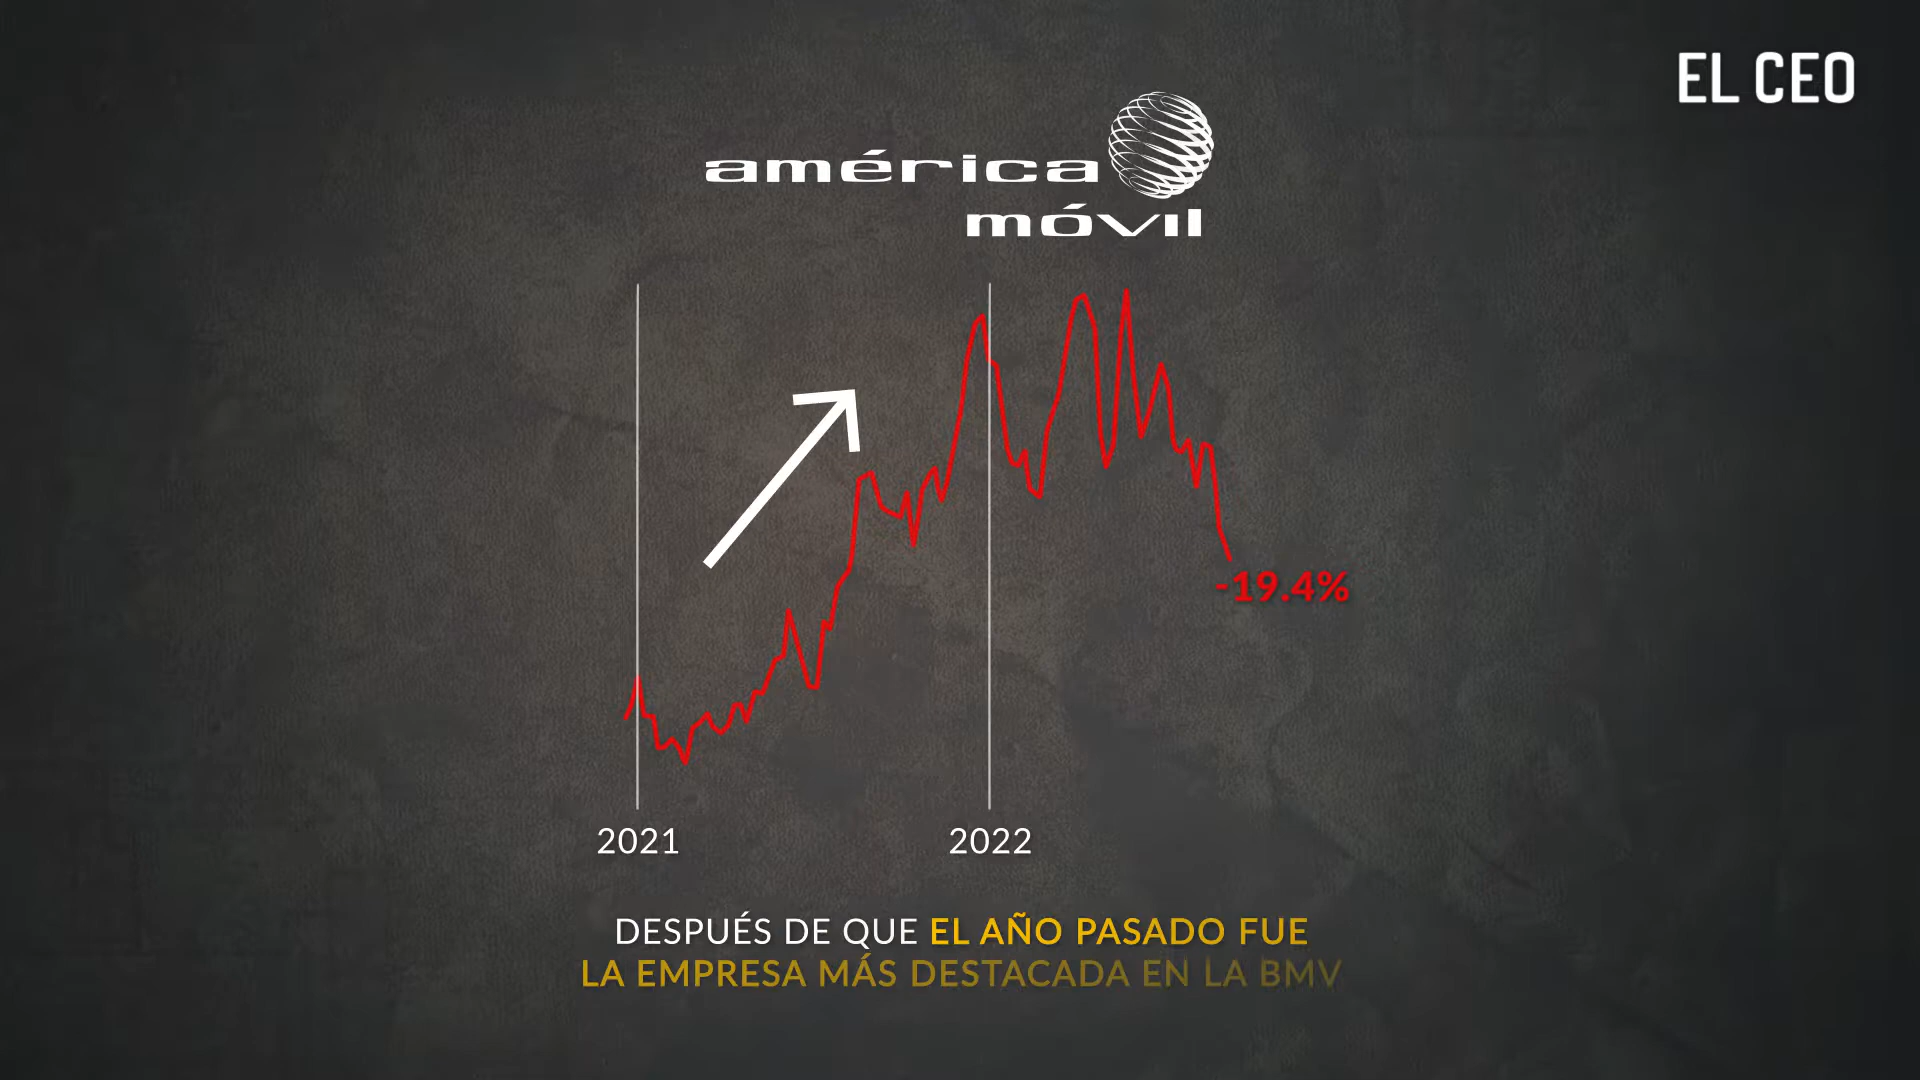 EL CEO
américa
móvil
-19.4%
2021 2022
DESPUÉS DE QUE EL AÑO PASADO FUE
LA EMPRESA MÁS DESTACADA EN LA BMV